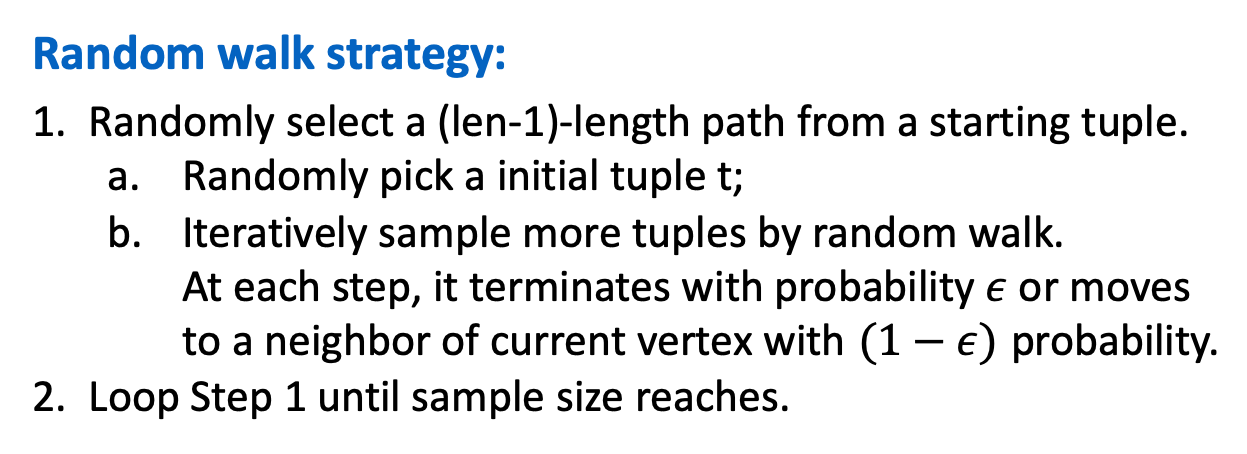 Random walk strategy:
1. Randomly select a (len-1)-length path from a starting tuple.
a. Randomly pick a initial tuple t;
b. Iteratively sample more tuples by random walk.
At each step, it terminates with probability ϵ or moves
to a neighbor of current vertex with (1 − ϵ) probability.
2. Loop Step 1 until sample size reaches.